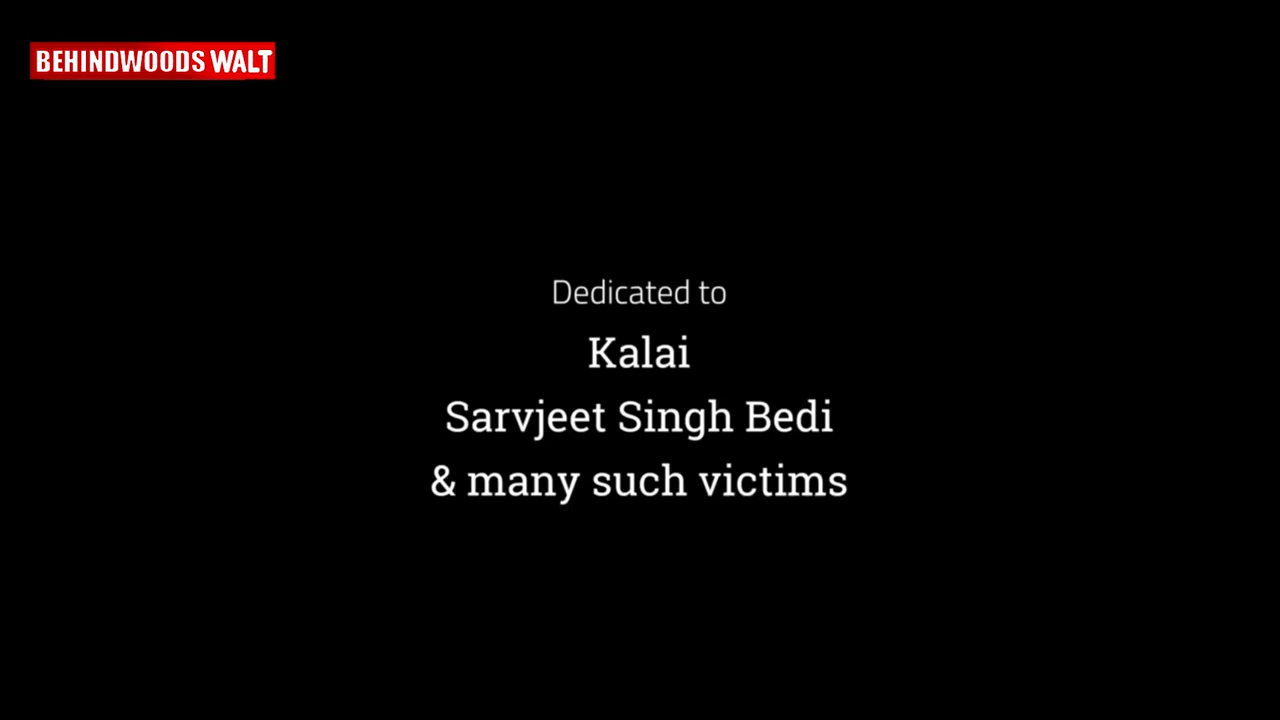 BEHINDWOODS WALT
Dedicated to
Kalai
Sarvjeet Singh Bedi
& many such victims